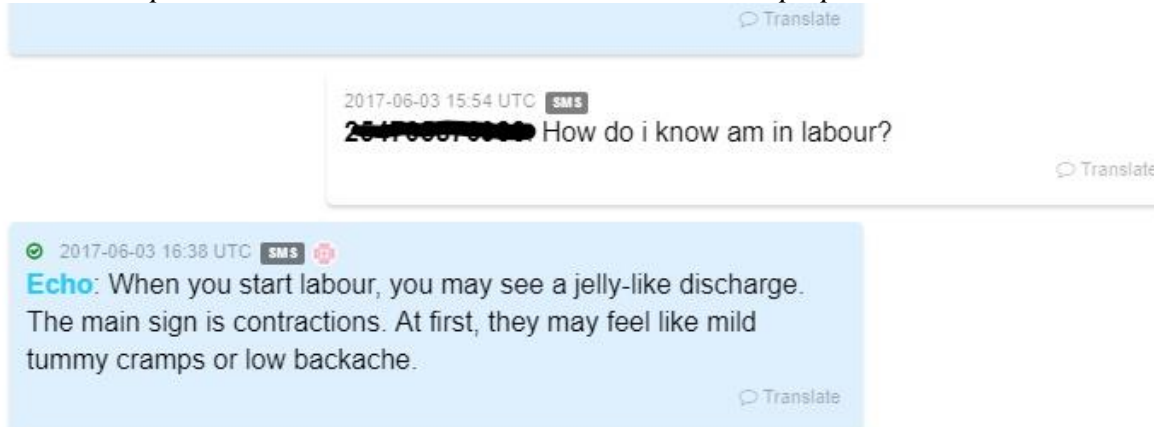 Translate
2017-06-03 15:54 UTC SMS
How do i know am in labour?
Translate
2017-06-03 16:38 UTC SMS
Echo: When you start labour, you may see a jelly-like discharge.
The main sign is contractions. At first, they may feel like mild
tummy cramps or low backache.
Translate